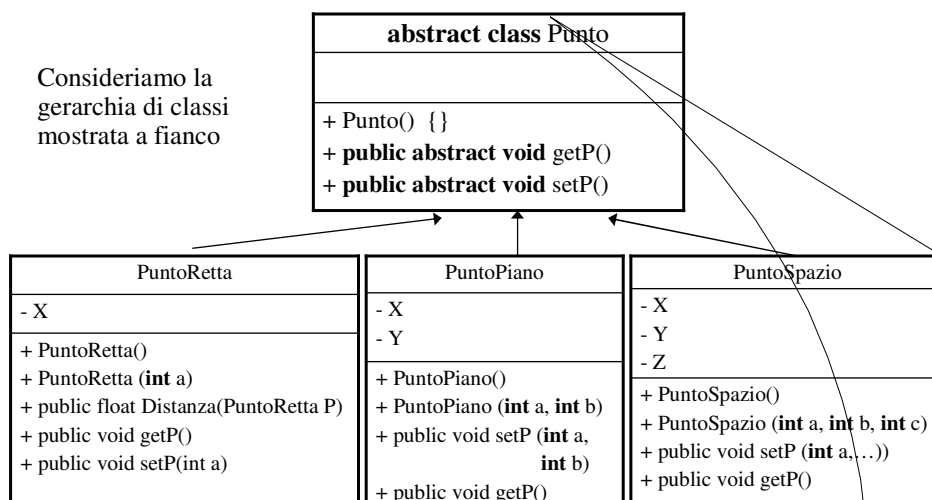 abstract class Punto
Consideriamo la
gerarchia di classi
mostrata a fianco
+ Punto() {}
+ public abstract void getP()
+ public abstract void setP()
PuntoRetta
- X
+ PuntoRetta()
+ PuntoRetta (int a)
+ public float Distanza(PuntoRetta P)
+ public void getP()
+ public void setP(int a)
PuntoPiano
- X
- Y
+ PuntoPiano()
+ PuntoPiano (int a, int b)
+ public void setP (int a,
int b)
+ public void getP()
PuntoSpazio
- X
- Y
- Z
+ PuntoSpazio()
+ PuntoSpazio (int a, int b, int c)
+ public void setP (int a,…))
+ public void getP()